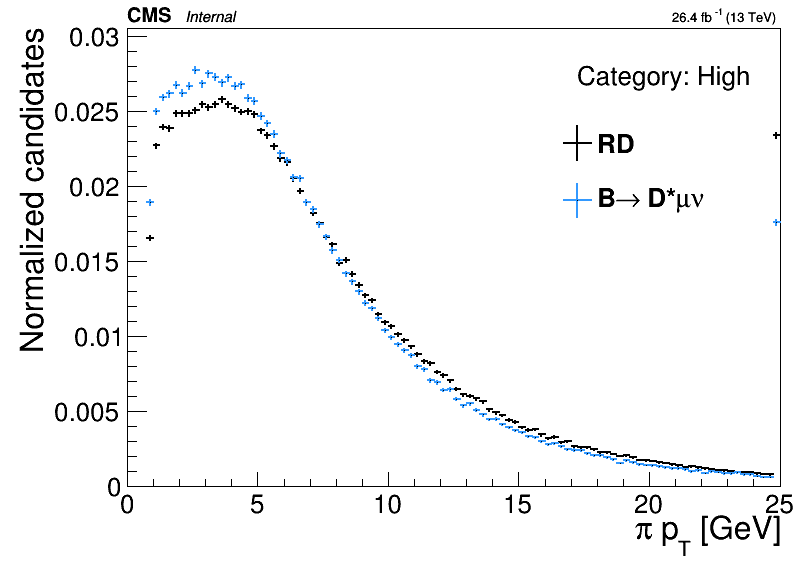 CMS Internal 26.4 fb⁻¹ (13 TeV)
Normalized candidates
0.03
0.025
0.02
0.015
0.01
0.005
0
Category: High
RD
B→ D*μν
0 5 10 15 20 25
π p_T [GeV]